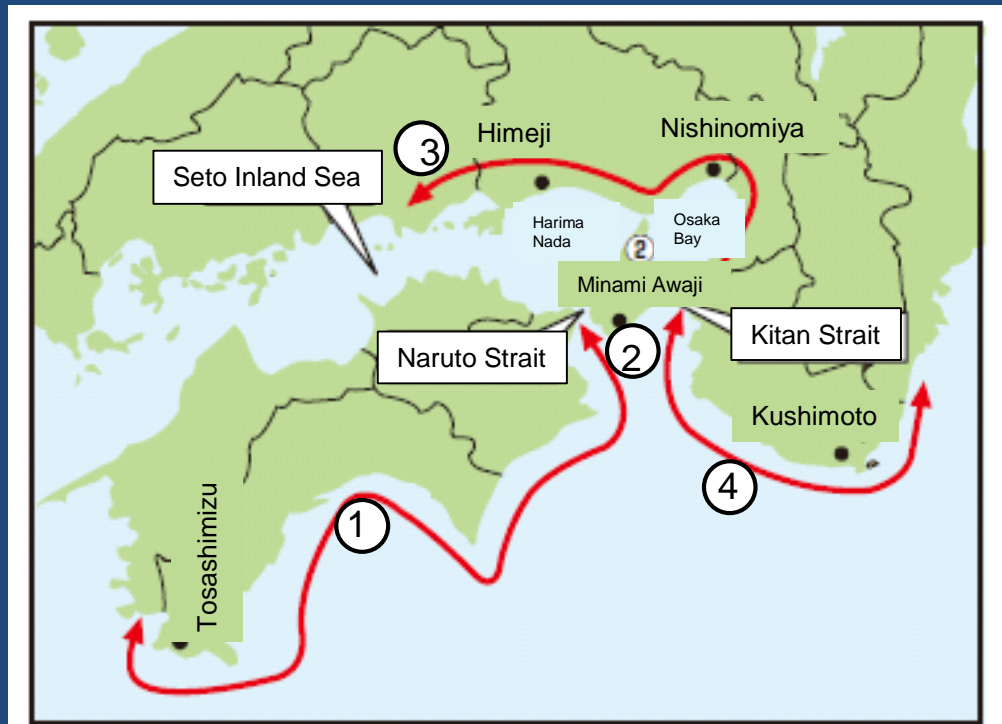 3
Himeji
Nishinomiya
Seto Inland Sea
Harima
Nada
Osaka
Bay
2
Minami Awaji
Naruto Strait
2
Kitan Strait
Kushimoto
4
1
Tosashimizu